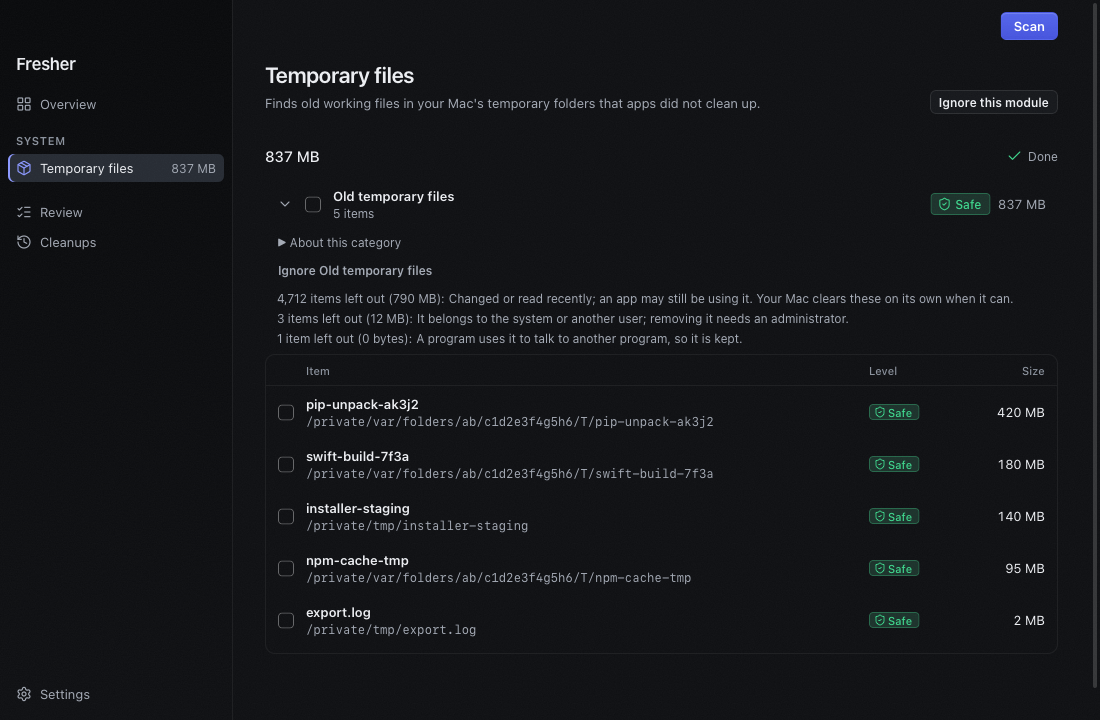 Scan
Fresher
Overview
SYSTEM
Temporary files 837 MB
Review
Cleanups
Settings
Temporary files
Finds old working files in your Mac's temporary folders that apps did not clean up.
Ignore this module
837 MB
Done
Old temporary files
5 items
Safe 837 MB
About this category
Ignore Old temporary files
4,712 items left out (790 MB): Changed or read recently; an app may still be using it. Your Mac clears these on its own when it can.
3 items left out (12 MB): It belongs to the system or another user; removing it needs an administrator.
1 item left out (0 bytes): A program uses it to talk to another program, so it is kept.
Item Level Size
pip-unpack-ak3j2
/private/var/folders/ab/c1d2e3f4g5h6/T/pip-unpack-ak3j2
Safe 420 MB
swift-build-7f3a
/private/var/folders/ab/c1d2e3f4g5h6/T/swift-build-7f3a
Safe 180 MB
installer-staging
/private/tmp/installer-staging
Safe 140 MB
npm-cache-tmp
/private/var/folders/ab/c1d2e3f4g5h6/T/npm-cache-tmp
Safe 95 MB
export.log
/private/tmp/export.log
Safe 2 MB